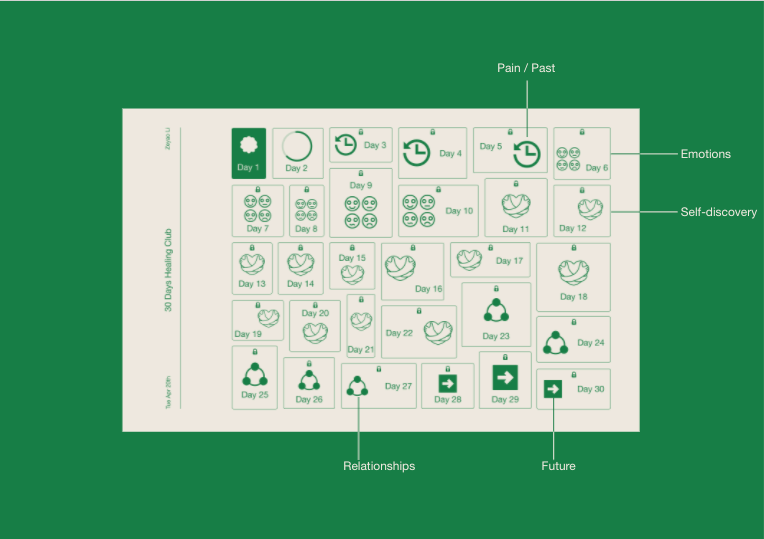 Pain / Past
Zixiao Li
30 Days Healing Club
Tue Apr 20th
Day 1
Day 2
Day 3
Day 4
Day 5
Day 6
Emotions
Day 7
Day 8
Day 9
Day 10
Day 11
Day 12
Self-discovery
Day 13
Day 14
Day 15
Day 16
Day 17
Day 18
Day 19
Day 20
Day 21
Day 22
Day 23
Day 24
Day 25
Day 26
Day 27
Day 28
Day 29
Day 30
Relationships
Future